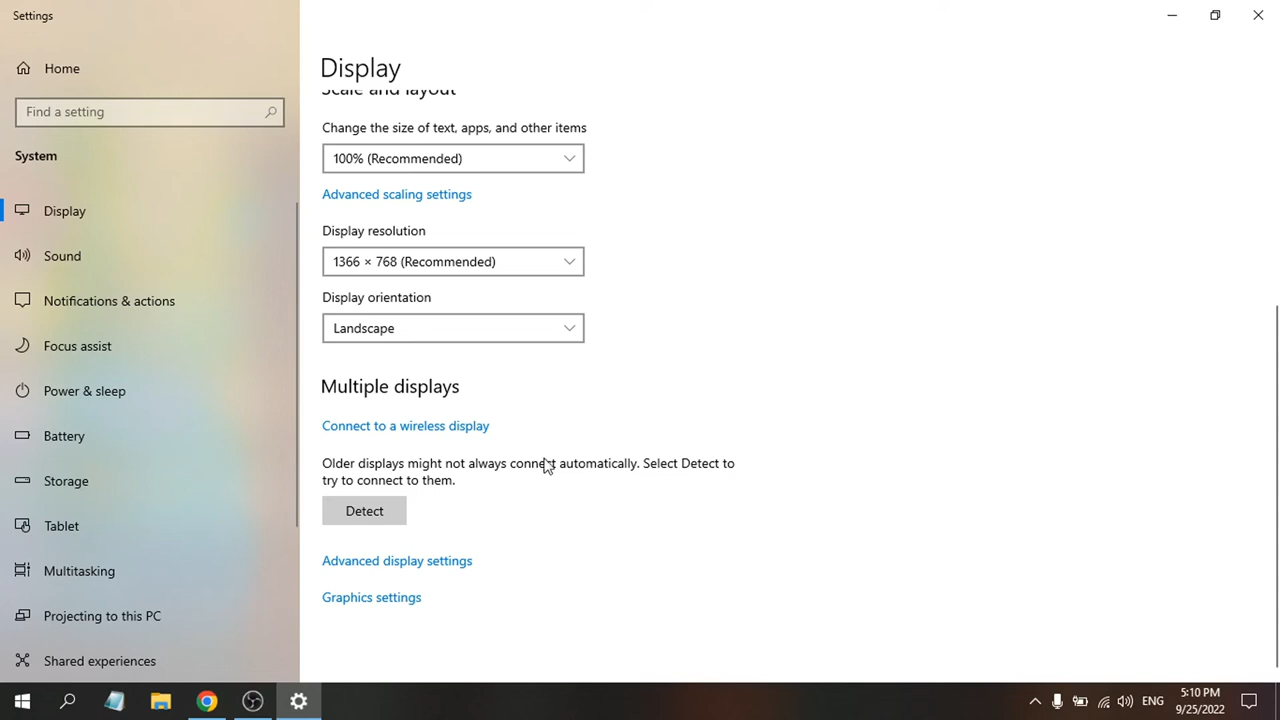 Settings
Home
Find a setting
System
Display
Sound
Notifications & actions
Focus assist
Power & sleep
Battery
Storage
Tablet
Multitasking
Projecting to this PC
Shared experiences
Display
Scale and layout
Change the size of text, apps, and other items
100% (Recommended)
Advanced scaling settings
Display resolution
1366 × 768 (Recommended)
Display orientation
Landscape
Multiple displays
Connect to a wireless display
Older displays might not always connect automatically. Select Detect to
try to connect to them.
Detect
Advanced display settings
Graphics settings
ENG
5:10 PM
9/25/2022